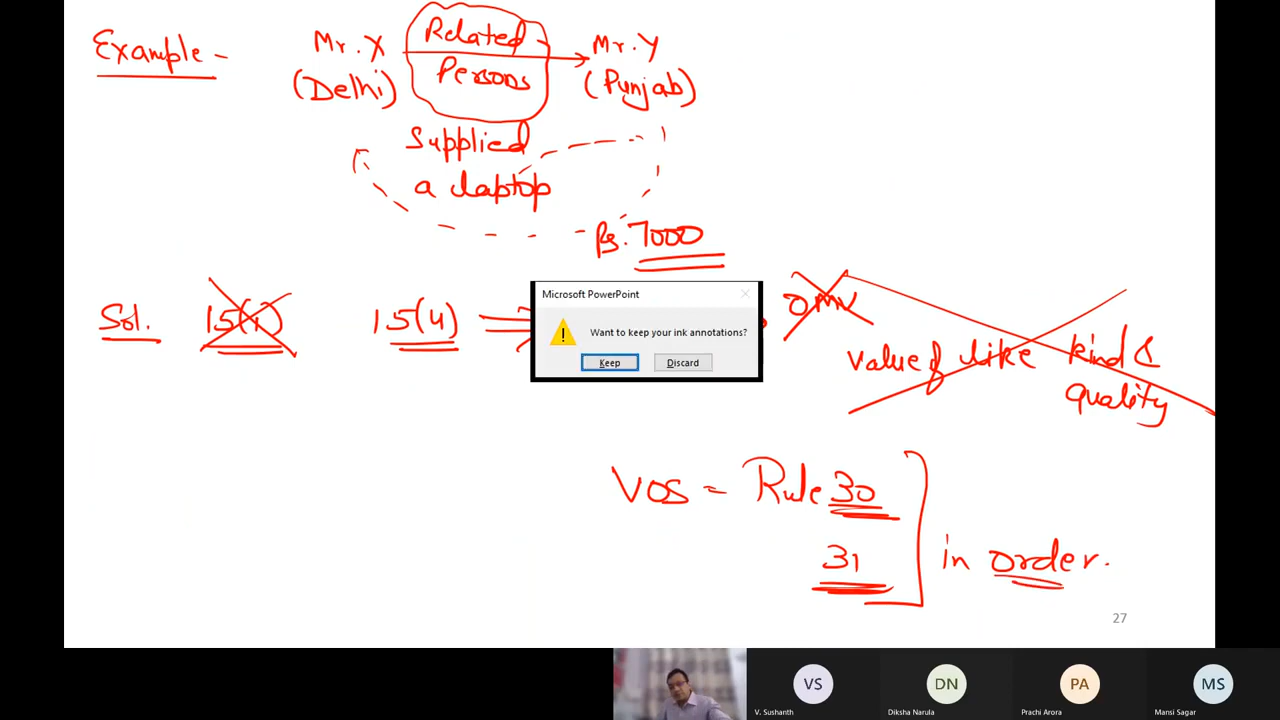 Example -
Mr. X
Related
Mr. Y
(Delhi)
Persons
(Punjab)
Supplied
a laptop
Rs. 7000
Microsoft PowerPoint
Want to keep your ink annotations?
Keep
Discard
Sol.
15(1)
15(4)
OMV
value of like kind &
quality
VOS = Rule 30
31
in order.
27
VS
DN
PA
MS
V. Sushanth
Diksha Narula
Prachi Arora
Mansi Sagar